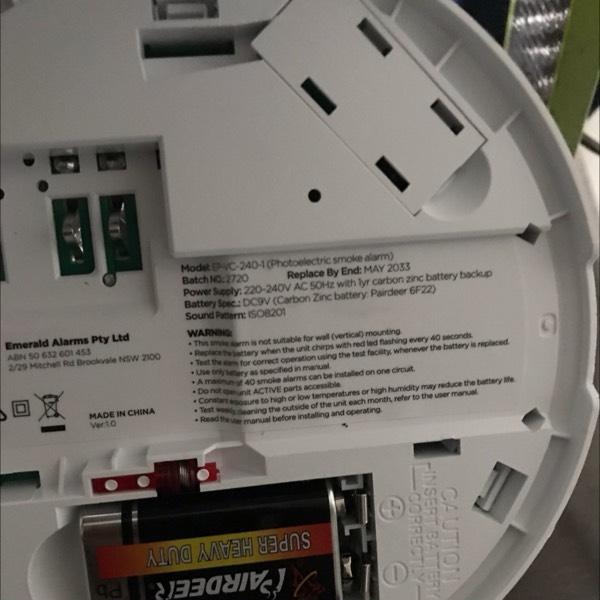 Model: EPVC-240-1 (Photoelectric smoke alarm)
Batch NO.: 2720 Replace By End: MAY 2033
Power Supply: 220-240V AC 50Hz with 1yr carbon zinc battery backup
Battery Spec.: DC9V (Carbon Zinc battery: Pairdeer 6F22)
Sound Pattern: ISO8201
Emerald Alarms Pty Ltd
ABN 50 632 601 453
2/29 Mitchell Rd Brookvale NSW 2100
MADE IN CHINA
Ver:1.0
WARNING:
• This smoke alarm is not suitable for wall (vertical) mounting.
• Replace the battery when the unit chirps with red led flashing every 40 seconds.
• Test the alarm for correct operation using the test facility, whenever the battery is replaced.
• Use only battery as specified in manual.
• A maximum of 40 smoke alarms can be installed on one circuit.
• Do not open unit ACTIVE parts accessible.
• Constant exposure to high or low temperatures or high humidity may reduce the battery life.
• Test weekly, cleaning the outside of the unit each month, refer to the user manual.
• Read the user manual before installing and operating.
CAUTION
INSERT BATTERY
CORRECTLY
SUPER HEAVY DUTY
PAIRDEER
Pb